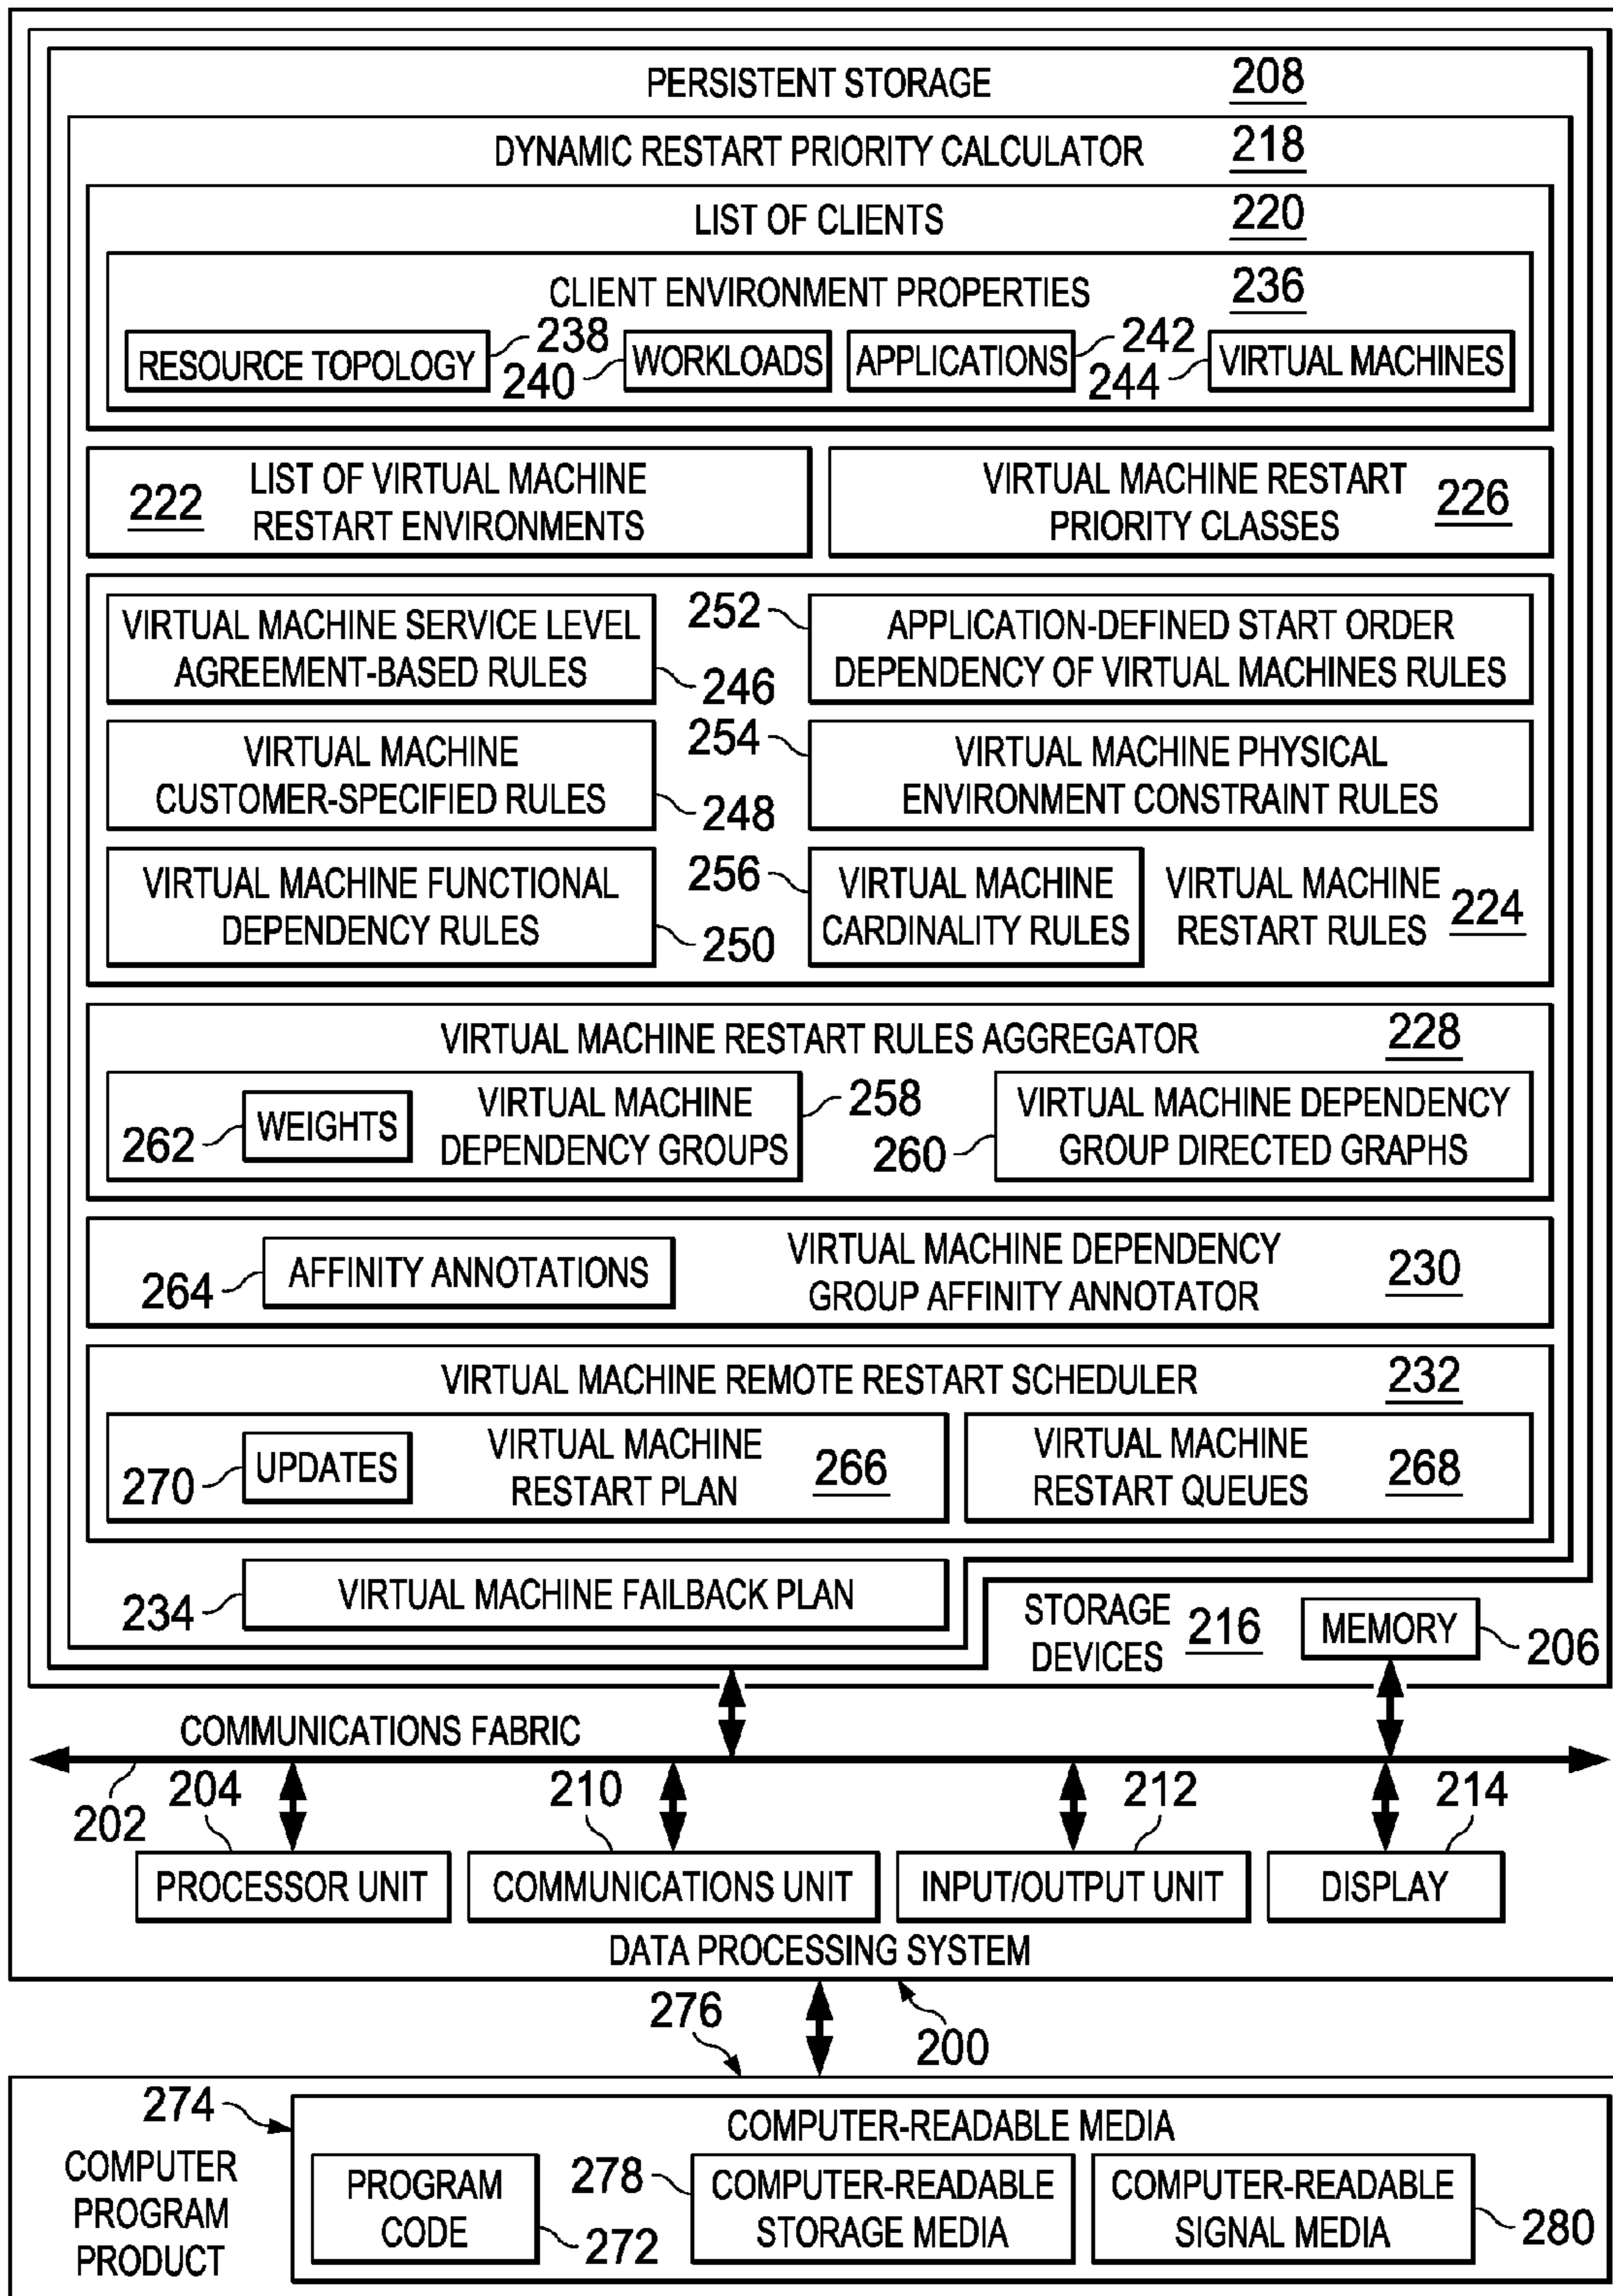 PERSISTENT STORAGE 208
DYNAMIC RESTART PRIORITY CALCULATOR 218
LIST OF CLIENTS 220
CLIENT ENVIRONMENT PROPERTIES 236
RESOURCE TOPOLOGY 238
240 WORKLOADS
APPLICATIONS 242
244 VIRTUAL MACHINES
222 LIST OF VIRTUAL MACHINE
RESTART ENVIRONMENTS
VIRTUAL MACHINE RESTART
PRIORITY CLASSES 226
VIRTUAL MACHINE SERVICE LEVEL
AGREEMENT-BASED RULES
246
252
APPLICATION-DEFINED START ORDER
DEPENDENCY OF VIRTUAL MACHINES RULES
VIRTUAL MACHINE
CUSTOMER-SPECIFIED RULES
248
254
VIRTUAL MACHINE PHYSICAL
ENVIRONMENT CONSTRAINT RULES
VIRTUAL MACHINE FUNCTIONAL
DEPENDENCY RULES
250
256
VIRTUAL MACHINE
CARDINALITY RULES
VIRTUAL MACHINE
RESTART RULES 224
VIRTUAL MACHINE RESTART RULES AGGREGATOR 228
262 WEIGHTS
VIRTUAL MACHINE
DEPENDENCY GROUPS
258
260
VIRTUAL MACHINE DEPENDENCY
GROUP DIRECTED GRAPHS
264 AFFINITY ANNOTATIONS
VIRTUAL MACHINE DEPENDENCY
GROUP AFFINITY ANNOTATOR 230
VIRTUAL MACHINE REMOTE RESTART SCHEDULER 232
270 UPDATES
VIRTUAL MACHINE
RESTART PLAN 266
VIRTUAL MACHINE
RESTART QUEUES 268
234 VIRTUAL MACHINE FAILBACK PLAN
STORAGE
DEVICES 216
MEMORY 206
COMMUNICATIONS FABRIC
202
204
210
212
214
PROCESSOR UNIT
COMMUNICATIONS UNIT
INPUT/OUTPUT UNIT
DISPLAY
DATA PROCESSING SYSTEM
276
200
274
COMPUTER
PROGRAM
PRODUCT
COMPUTER-READABLE MEDIA
PROGRAM
CODE
272
278
COMPUTER-READABLE
STORAGE MEDIA
COMPUTER-READABLE
SIGNAL MEDIA
280